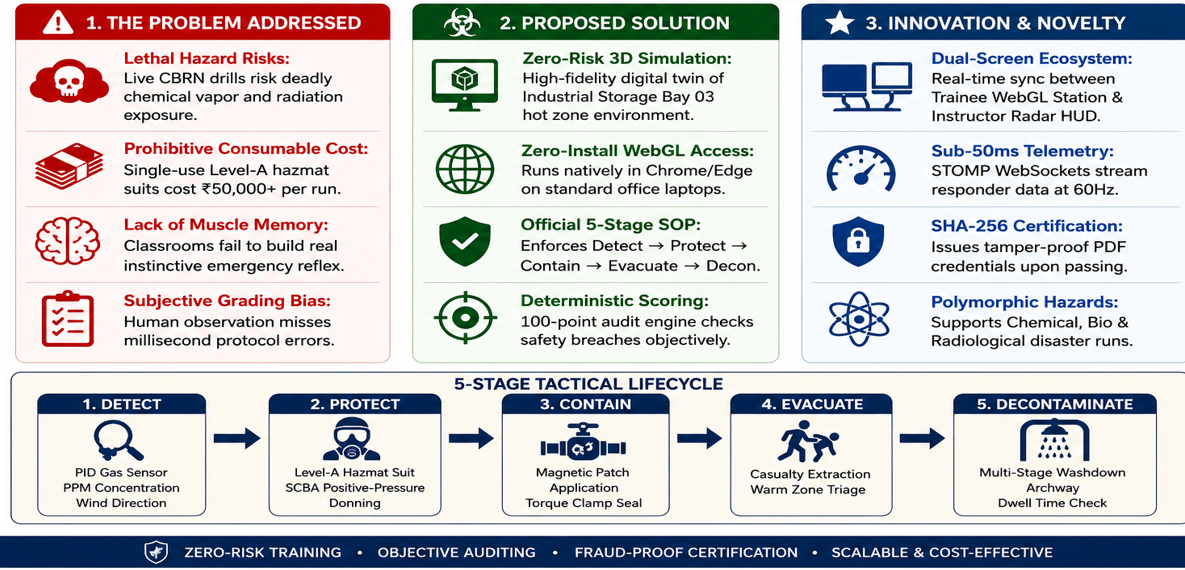 1. THE PROBLEM ADDRESSED
Lethal Hazard Risks:
Live CBRN drills risk deadly
chemical vapor and radiation
exposure.
Prohibitive Consumable Cost:
Single-use Level-A hazmat
suits cost ₹50,000+ per run.
Lack of Muscle Memory:
Classrooms fail to build real
instinctive emergency reflex.
Subjective Grading Bias:
Human observation misses
millisecond protocol errors.
2. PROPOSED SOLUTION
Zero-Risk 3D Simulation:
High-fidelity digital twin of
Industrial Storage Bay 03
hot zone environment.
Zero-Install WebGL Access:
Runs natively in Chrome/Edge
on standard office laptops.
Official 5-Stage SOP:
Enforces Detect → Protect →
Contain → Evacuate → Decon.
Deterministic Scoring:
100-point audit engine checks
safety breaches objectively.
3. INNOVATION & NOVELTY
Dual-Screen Ecosystem:
Real-time sync between
Trainee WebGL Station &
Instructor Radar HUD.
Sub-50ms Telemetry:
STOMP WebSockets stream
responder data at 60Hz.
SHA-256 Certification:
Issues tamper-proof PDF
credentials upon passing.
Polymorphic Hazards:
Supports Chemical, Bio &
Radiological disaster runs.
5-STAGE TACTICAL LIFECYCLE
1. DETECT
PID Gas Sensor
PPM Concentration
Wind Direction
2. PROTECT
Level-A Hazmat Suit
SCBA Positive-Pressure
Donning
3. CONTAIN
Magnetic Patch
Application
Torque Clamp Seal
4. EVACUATE
Casualty Extraction
Warm Zone Triage
5. DECONTAMINATE
Multi-Stage Washdown
Archway
Dwell Time Check
ZERO-RISK TRAINING • OBJECTIVE AUDITING • FRAUD-PROOF CERTIFICATION • SCALABLE & COST-EFFECTIVE